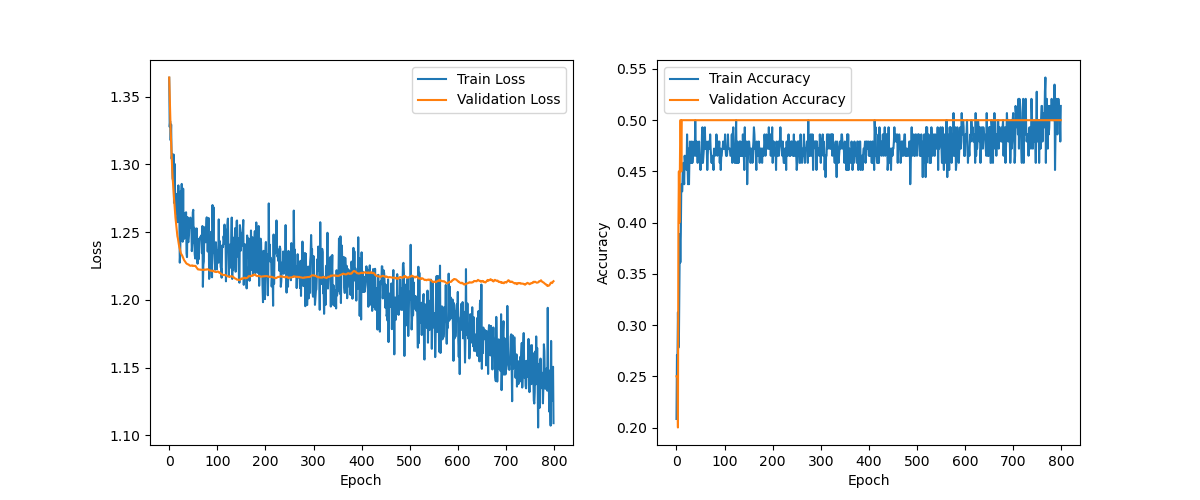 Train Loss
Validation Loss
1.35
1.30
1.25
1.20
1.15
1.10
Loss
0 100 200 300 400 500 600 700 800
Epoch
Train Accuracy
Validation Accuracy
0.55
0.50
0.45
0.40
0.35
0.30
0.25
0.20
Accuracy
0 100 200 300 400 500 600 700 800
Epoch